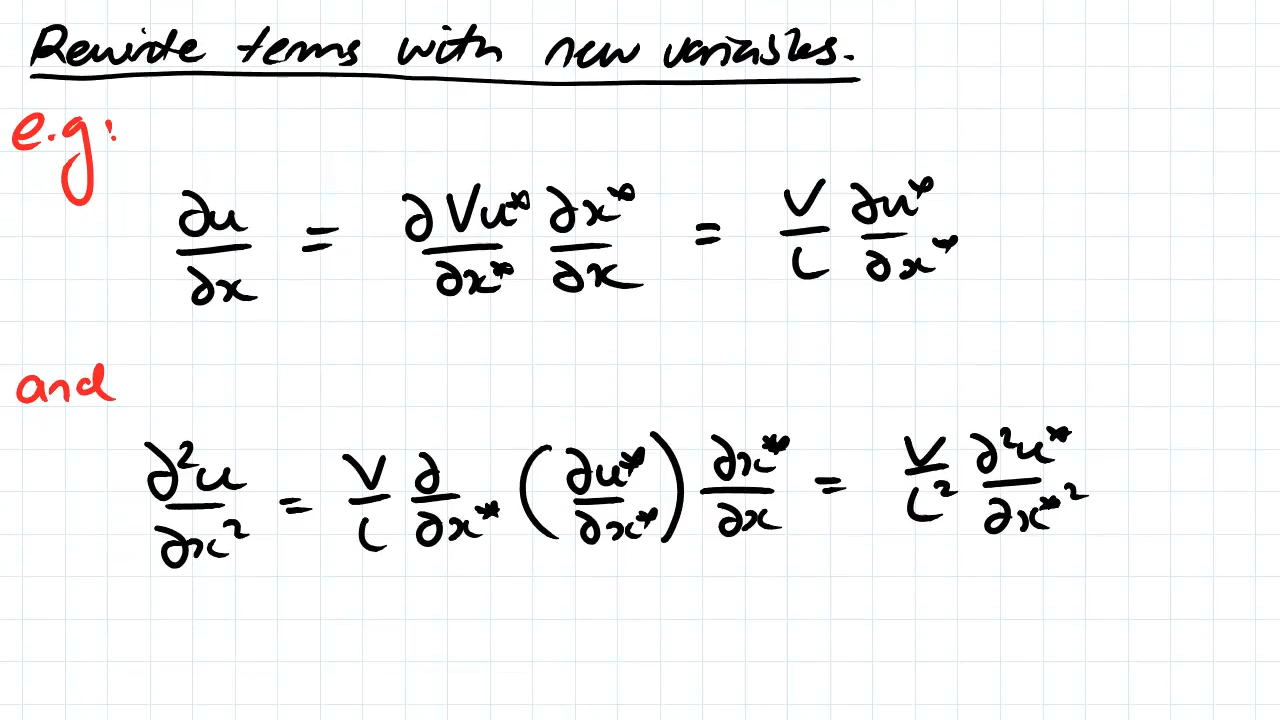 Rewrite terms with new variables.
e.g:
∂u/∂x = ∂Vu*/∂x* ∂x*/∂x = V/L ∂u*/∂x*
and
∂²u/∂x² = V/L ∂/∂x* (∂u*/∂x*) ∂x*/∂x = V/L² ∂²u*/∂x*²